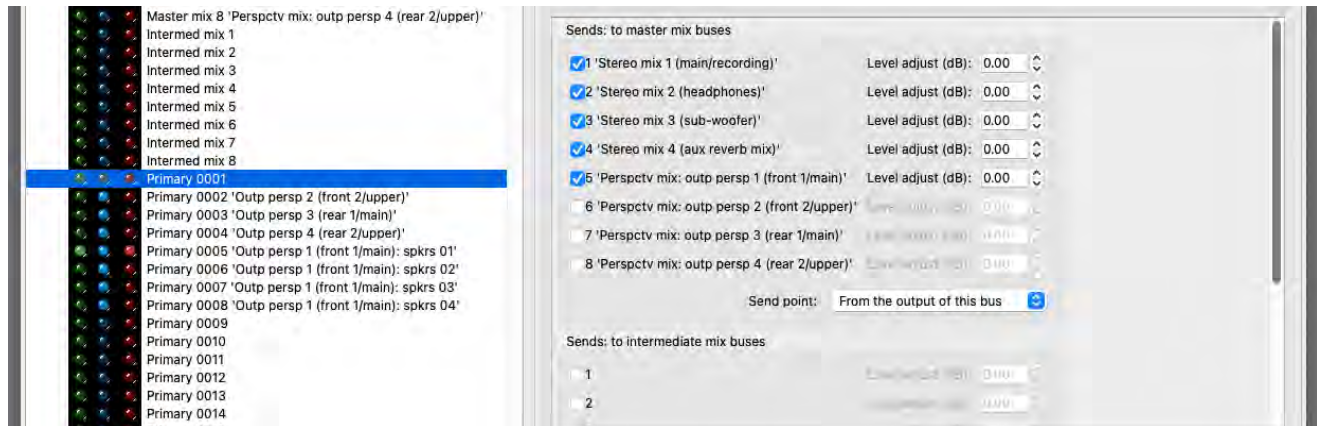 Master mix 8 'Perspctv mix: outp persp 4 (rear 2/upper)'
Intermed mix 1
Intermed mix 2
Intermed mix 3
Intermed mix 4
Intermed mix 5
Intermed mix 6
Intermed mix 7
Intermed mix 8
Primary 0001
Primary 0002 'Outp persp 2 (front 2/upper)'
Primary 0003 'Outp persp 3 (rear 1/main)'
Primary 0004 'Outp persp 4 (rear 2/upper)'
Primary 0005 'Outp persp 1 (front 1/main): spkrs 01'
Primary 0006 'Outp persp 1 (front 1/main): spkrs 02'
Primary 0007 'Outp persp 1 (front 1/main): spkrs 03'
Primary 0008 'Outp persp 1 (front 1/main): spkrs 04'
Primary 0009
Primary 0010
Primary 0011
Primary 0012
Primary 0013
Primary 0014
Sends: to master mix buses
1 'Stereo mix 1 (main/recording)' Level adjust (dB): 0.00
2 'Stereo mix 2 (headphones)' Level adjust (dB): 0.00
3 'Stereo mix 3 (sub-woofer)' Level adjust (dB): 0.00
4 'Stereo mix 4 (aux reverb mix)' Level adjust (dB): 0.00
5 'Perspctv mix: outp persp 1 (front 1/main)' Level adjust (dB): 0.00
6 'Perspctv mix: outp persp 2 (front 2/upper)'
7 'Perspctv mix: outp persp 3 (rear 1/main)'
8 'Perspctv mix: outp persp 4 (rear 2/upper)'
Send point: From the output of this bus
Sends: to intermediate mix buses
1
2